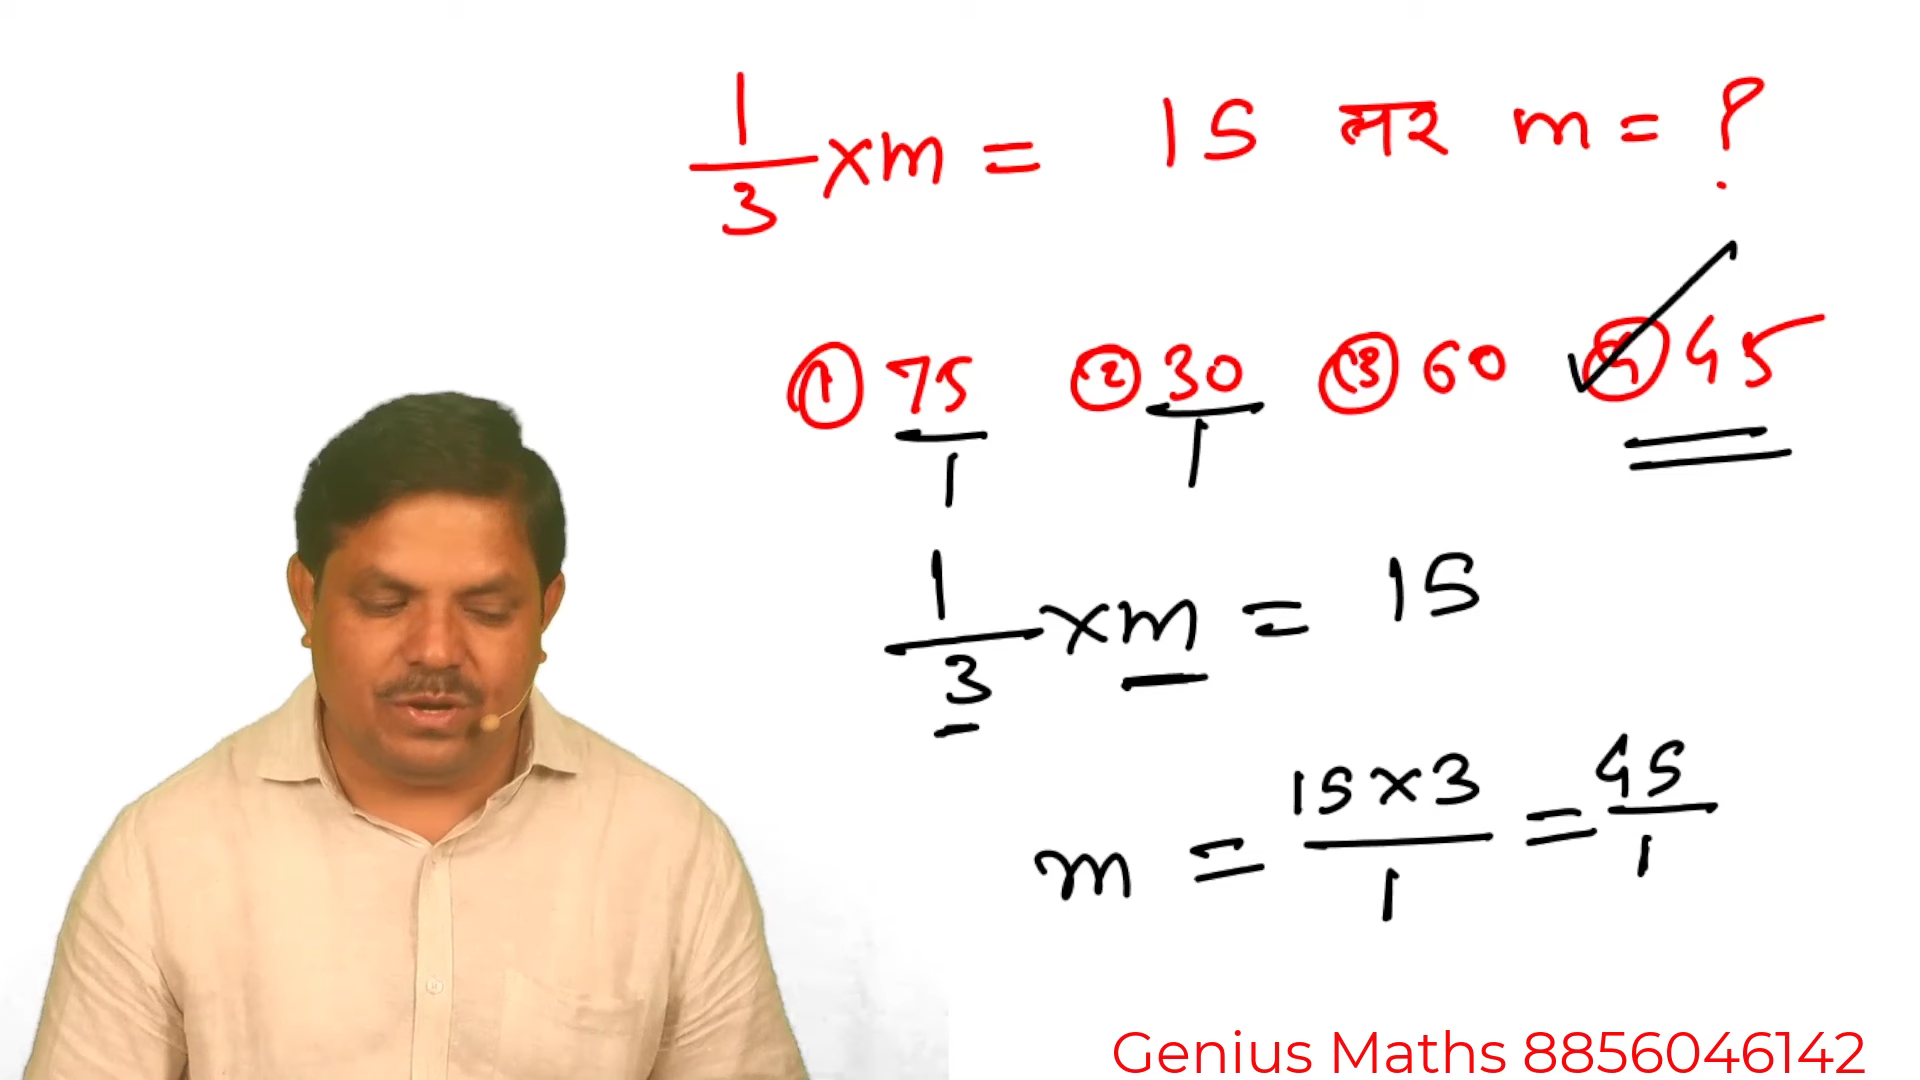 1/3 × m = 15 तर m = ?
① 75/1 ② 30/1 ③ 60 ④ 45
1/3 × m = 15
m = 15 × 3/1 = 45/1
Genius Maths 8856046142